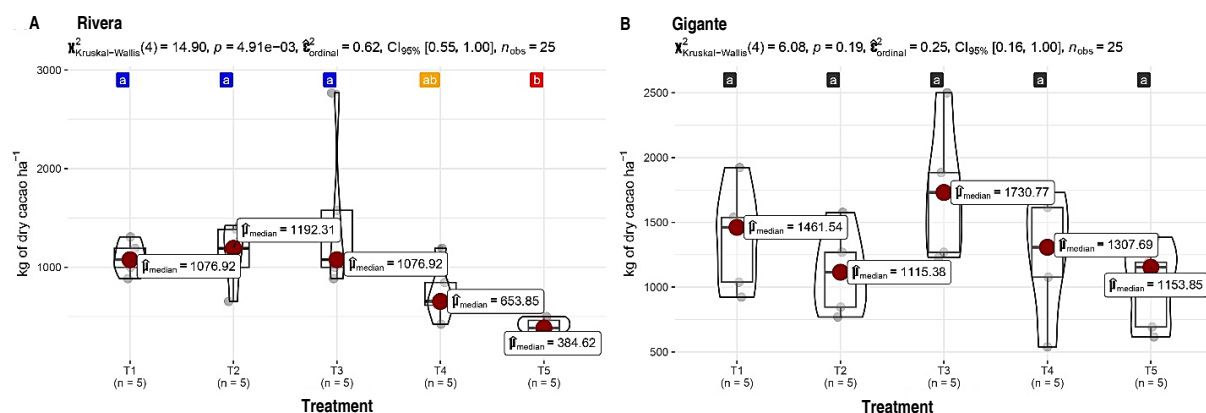 A Rivera
χ²Kruskal−Wallis(4) = 14.90, p = 4.91e−03, ε̂²ordinal = 0.62, CI95% [0.55, 1.00], nobs = 25
3000
2000
1000
kg of dry cacao ha⁻¹
a a a ab b
μ̂median = 1076.92
μ̂median = 1192.31
μ̂median = 1076.92
μ̂median = 653.85
μ̂median = 384.62
T1 T2 T3 T4 T5
(n = 5) (n = 5) (n = 5) (n = 5) (n = 5)
Treatment
B Gigante
χ²Kruskal−Wallis(4) = 6.08, p = 0.19, ε̂²ordinal = 0.25, CI95% [0.16, 1.00], nobs = 25
2500
2000
1500
1000
500
kg of dry cacao ha⁻¹
a a a a a
μ̂median = 1461.54
μ̂median = 1115.38
μ̂median = 1730.77
μ̂median = 1307.69
μ̂median = 1153.85
T1 T2 T3 T4 T5
(n = 5) (n = 5) (n = 5) (n = 5) (n = 5)
Treatment